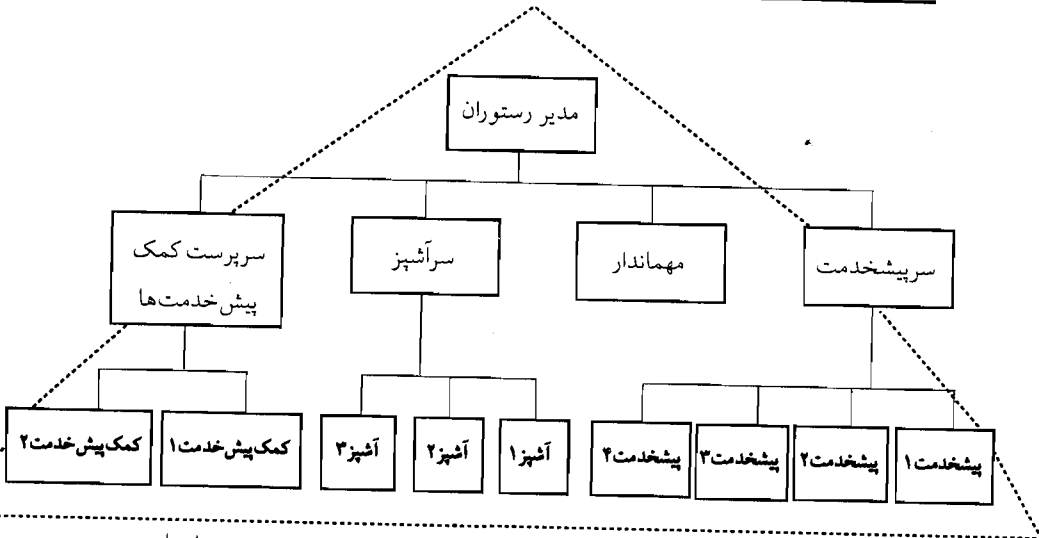 مدیر رستوران
سرپیشخدمت
مهماندار
سرآشپز
سرپرست کمک
پیش‌خدمت‌ها
پیشخدمت۱
پیشخدمت۲
پیشخدمت۳
پیشخدمت۴
آشپز۱
آشپز۲
آشپز۳
کمک‌پیش‌خدمت۱
کمک‌پیش‌خدمت۲